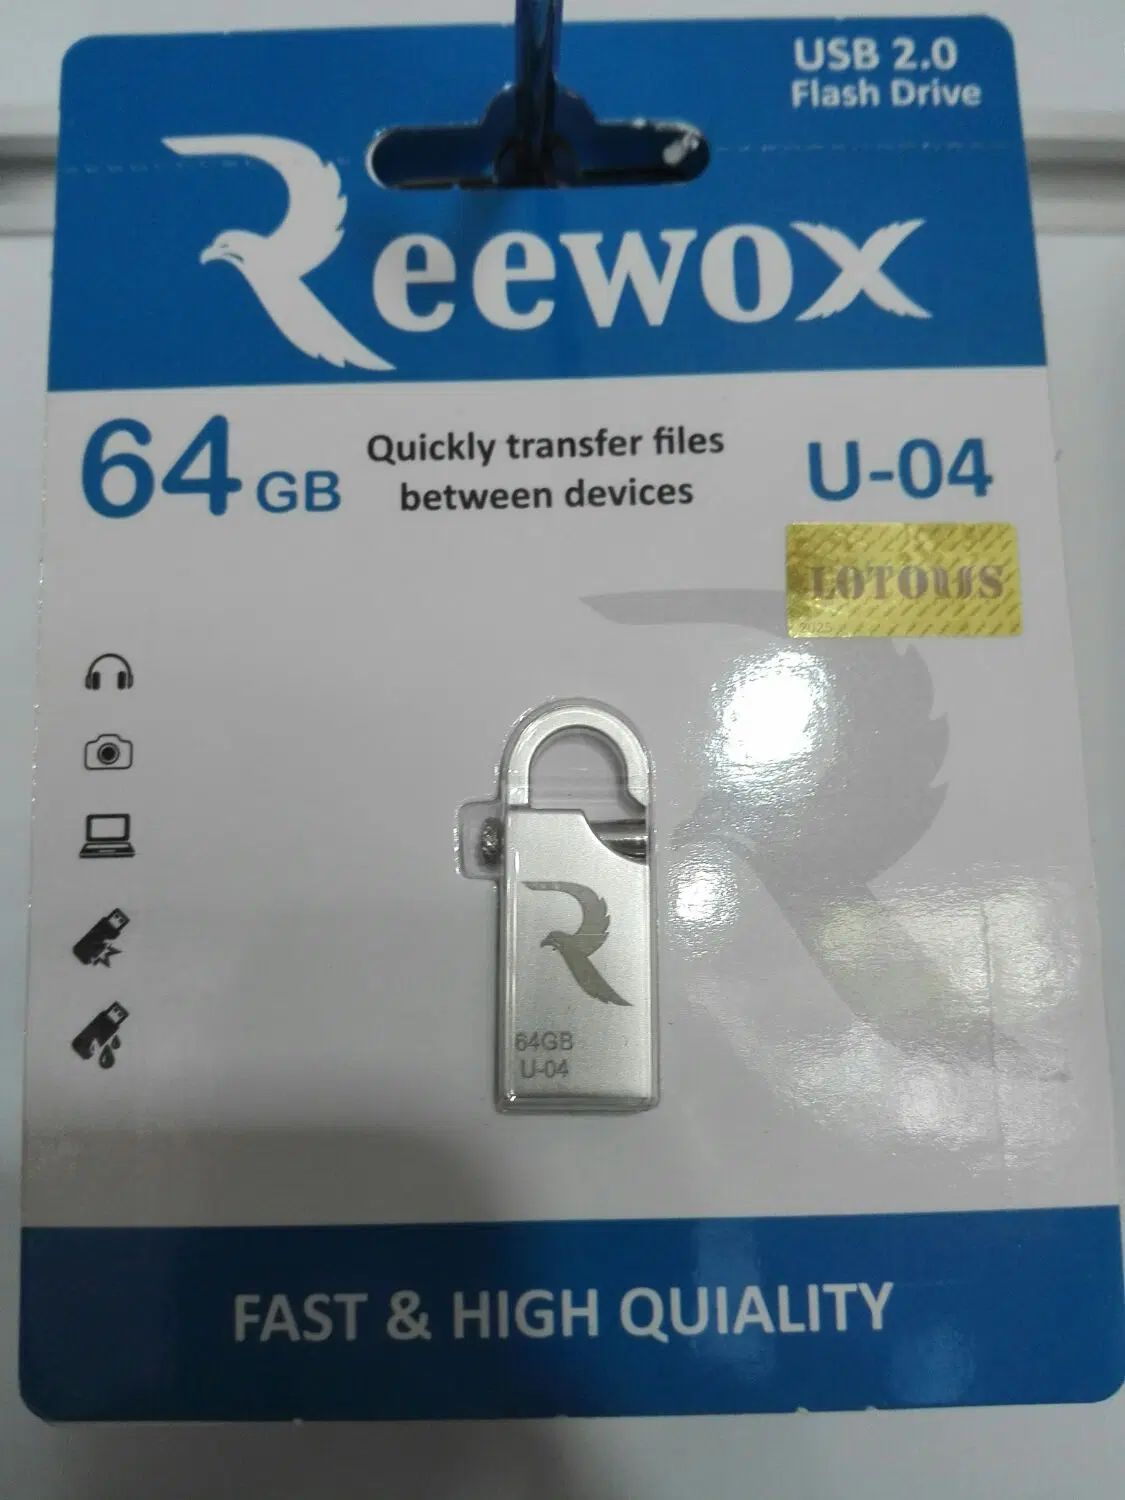 USB 2.0
Flash Drive
Reewox
64 GB
Quickly transfer files
between devices
U-04
LOTOUS
2025
64GB
U-04
FAST & HIGH QUIALITY